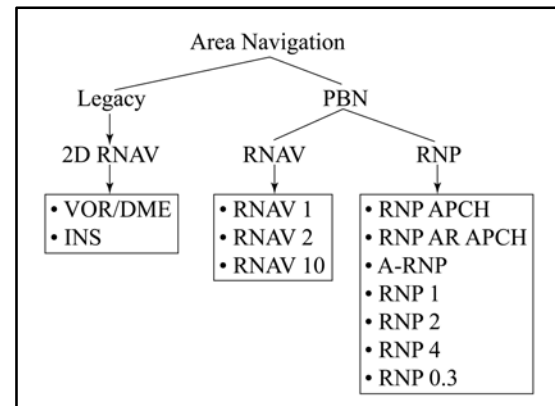 Area Navigation
Legacy
PBN
2D RNAV
RNAV
RNP
• VOR/DME
• INS
• RNAV 1
• RNAV 2
• RNAV 10
• RNP APCH
• RNP AR APCH
• A-RNP
• RNP 1
• RNP 2
• RNP 4
• RNP 0.3